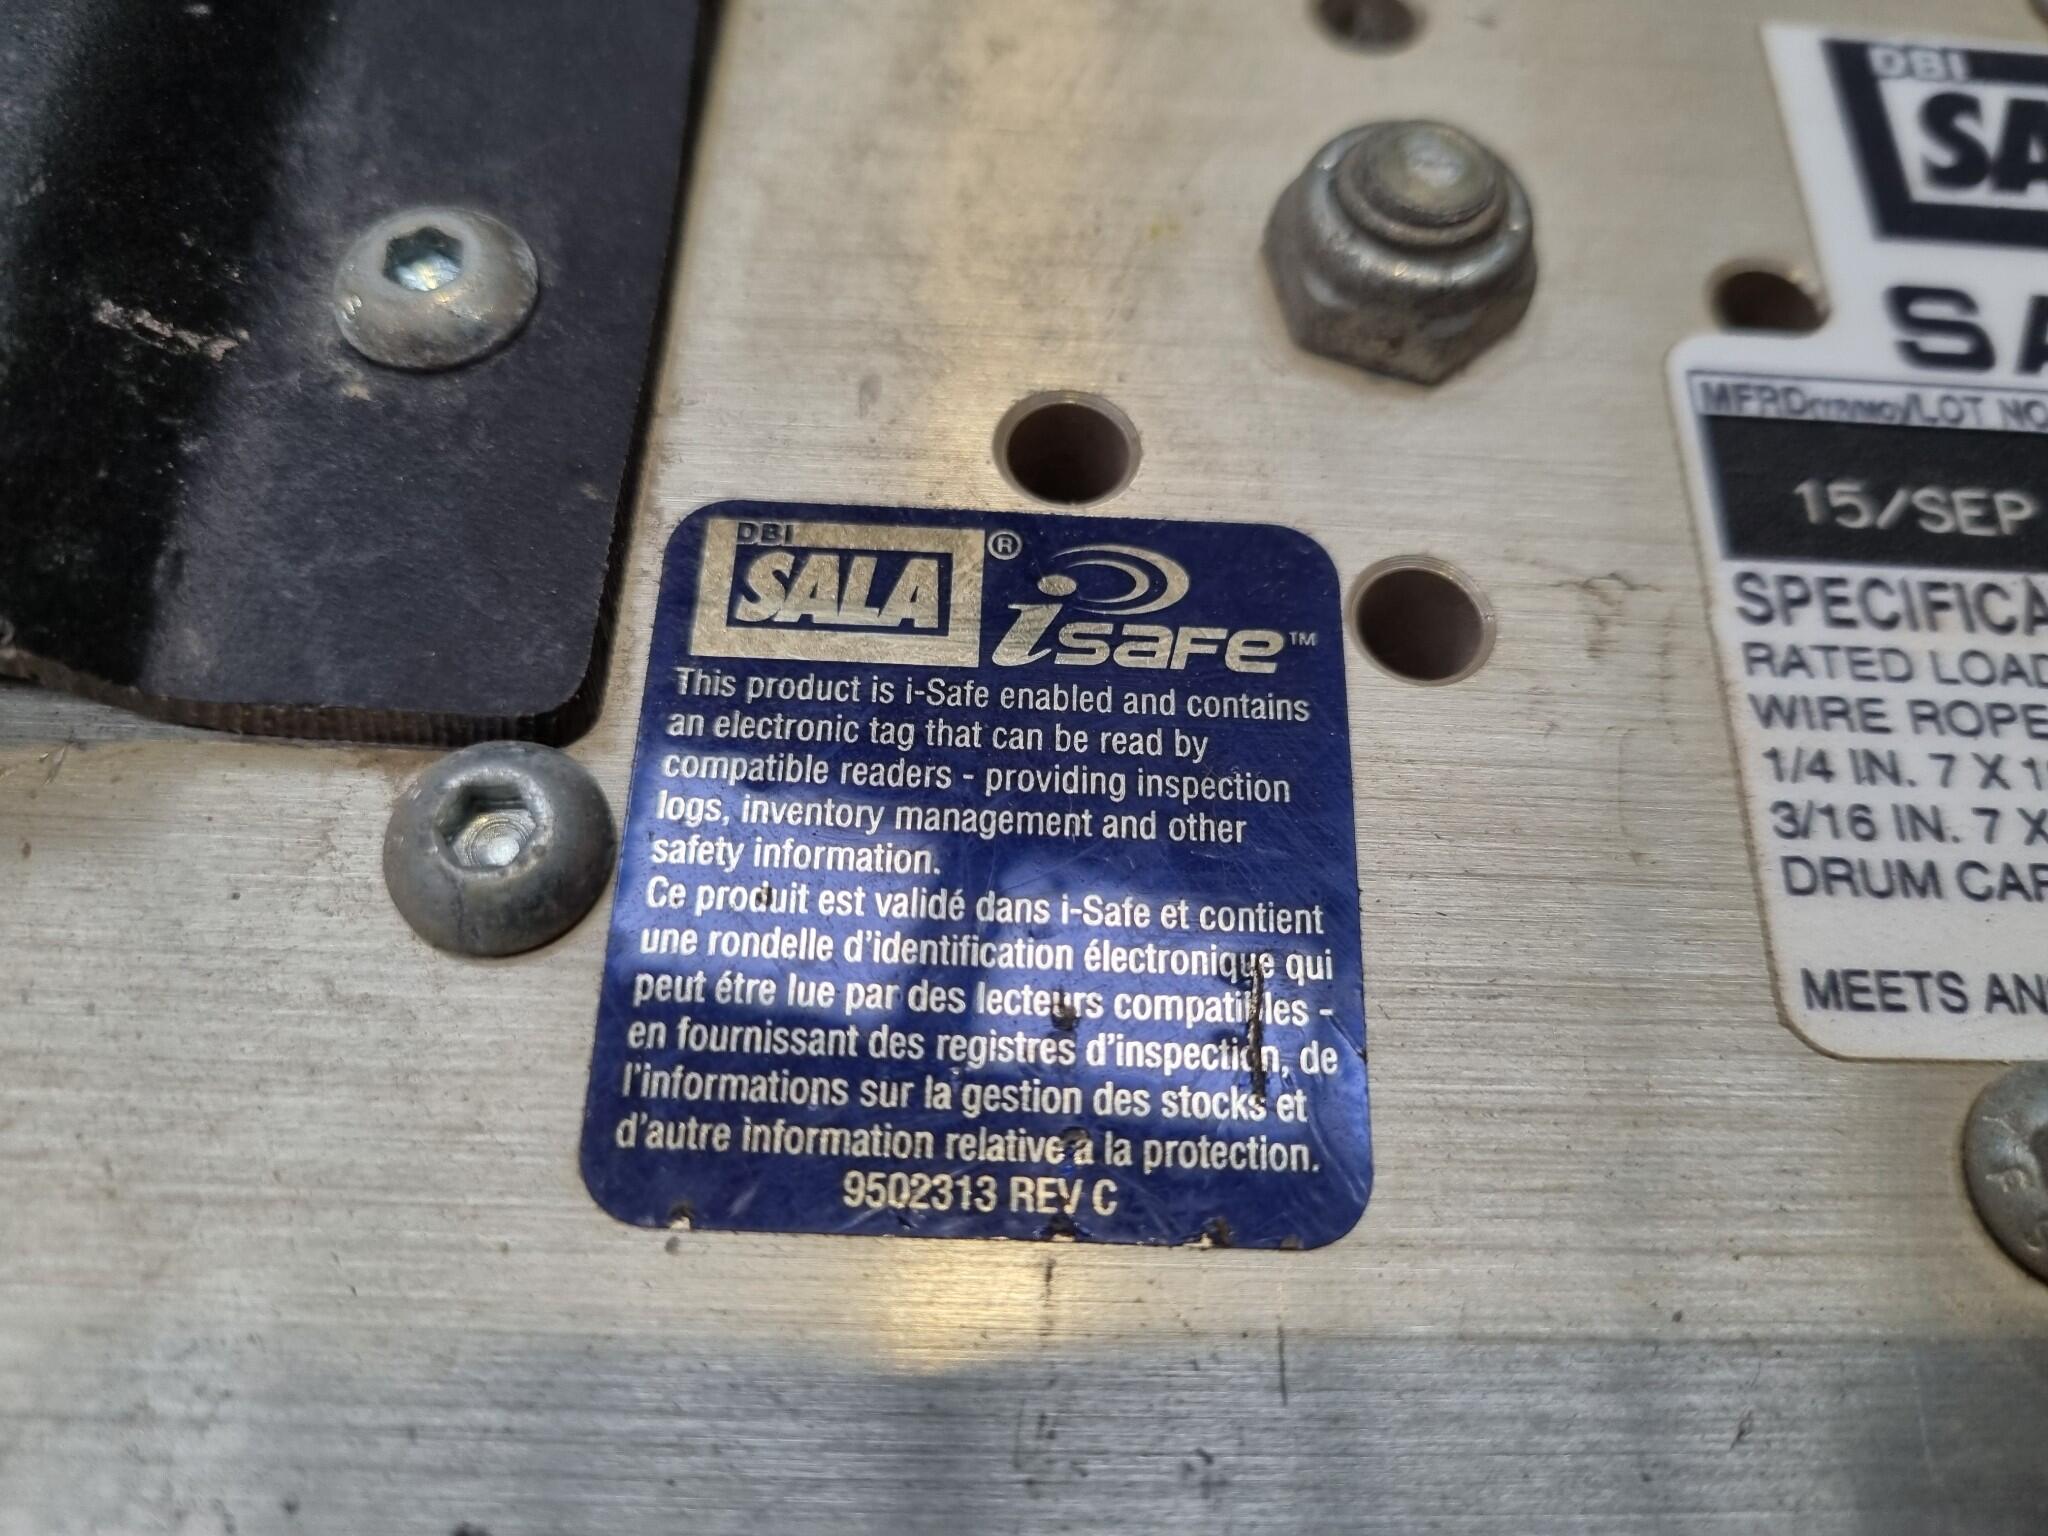 DBI
SALA®
isafe™
This product is i-Safe enabled and contains
an electronic tag that can be read by
compatible readers - providing inspection
logs, inventory management and other
safety information.
Ce produit est validé dans i-Safe et contient
une rondelle d'identification électronique qui
peut étre lue par des lecteurs compatibles -
en fournissant des registres d'inspection, de
l'informations sur la gestion des stocks et
d'autre information relative a la protection.
9502313 REV C
DBI
15/SEP
RATED LOAD
WIRE ROPE
1/4 IN. 7 X
3/16 IN. 7 X
DRUM
MEETS